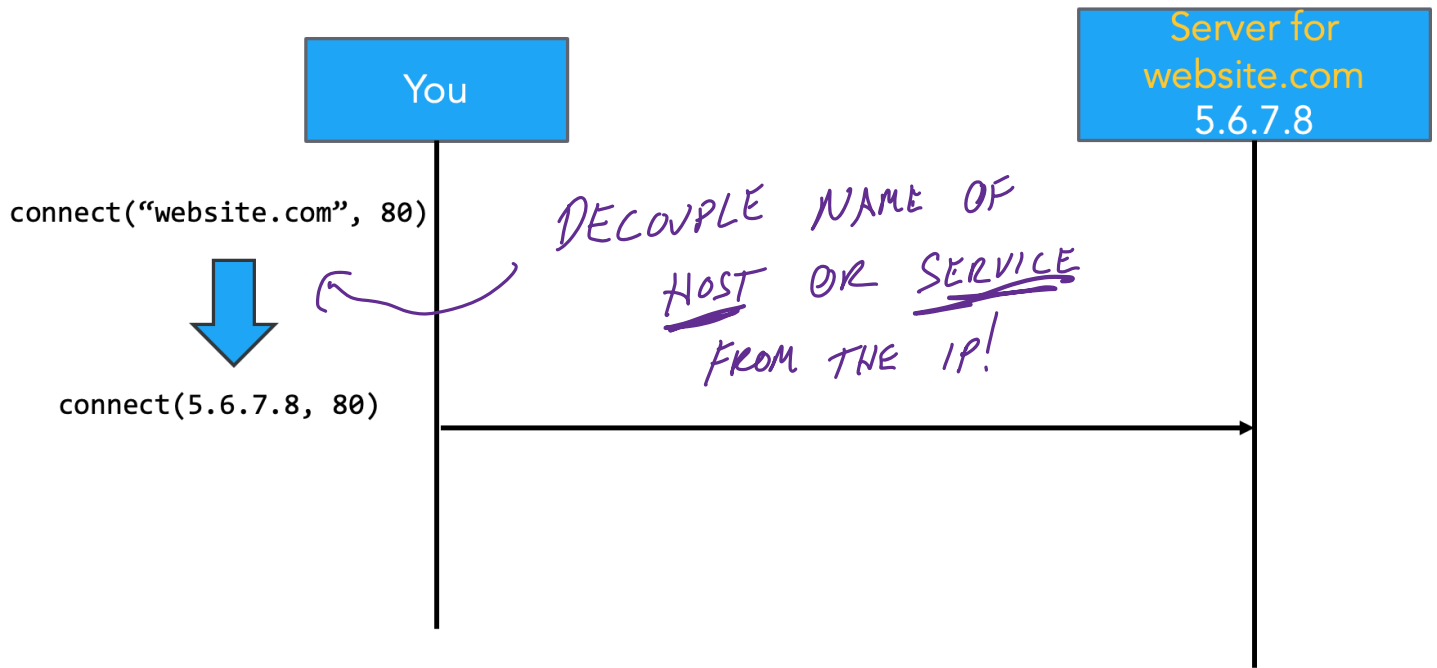 You
Server for
website.com
5.6.7.8
connect(“website.com”, 80)
DECOUPLE NAME OF
HOST OR SERVICE
FROM THE IP!
connect(5.6.7.8, 80)